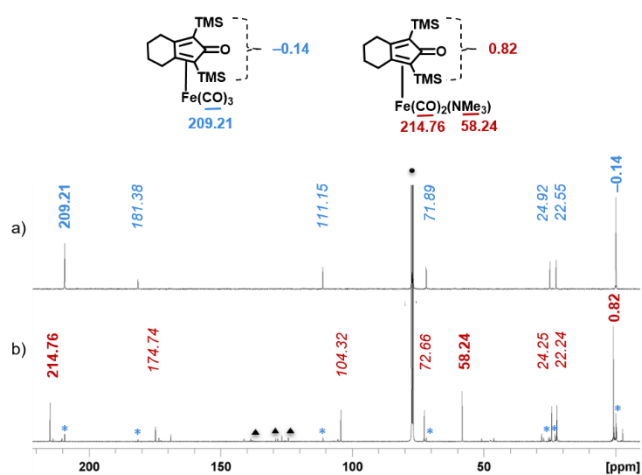 TMS
TMS
–0.14
0.82
O
O
TMS
TMS
Fe(CO)3
Fe(CO)2(NMe3)
209.21
214.76 58.24
a)
209.21
181.38
111.15
71.89
24.92
22.55
–0.14
b)
214.76
174.74
104.32
72.66
58.24
24.25
22.24
0.82
* * * * * * *
200 150 100 50 [ppm]